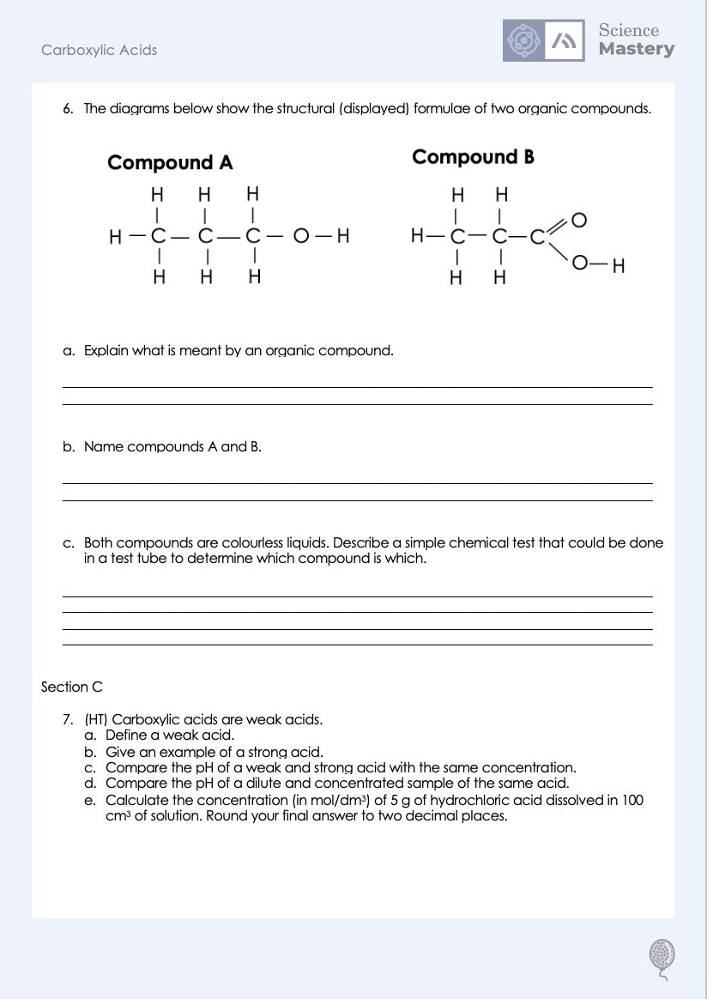 Carboxylic Acids
Science
Mastery
6. The diagrams below show the structural (displayed) formulae of two organic compounds.
Compound A
Compound B
H H H
H – C – C – C – O – H
H H H
H H
H – C – C – C O
O – H
H H
a. Explain what is meant by an organic compound.
b. Name compounds A and B.
c. Both compounds are colourless liquids. Describe a simple chemical test that could be done
in a test tube to determine which compound is which.
Section C
7. (HT) Carboxylic acids are weak acids.
a. Define a weak acid.
b. Give an example of a strong acid.
c. Compare the pH of a weak and strong acid with the same concentration.
d. Compare the pH of a dilute and concentrated sample of the same acid.
e. Calculate the concentration (in mol/dm³) of 5 g of hydrochloric acid dissolved in 100
cm³ of solution. Round your final answer to two decimal places.